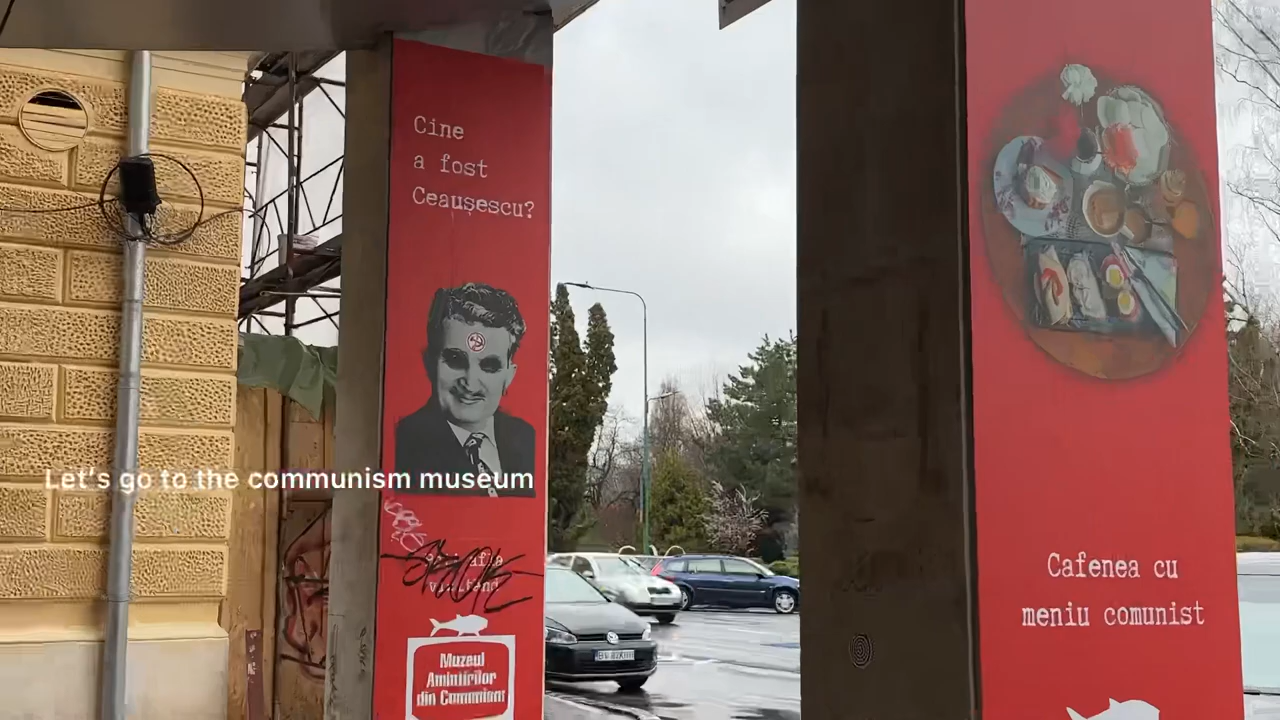 Cine
a fost
Ceaușescu?
Let's go to the communism museum
Muzeul
Amintirilor
din Comunism
Cafenea cu
meniu comunist